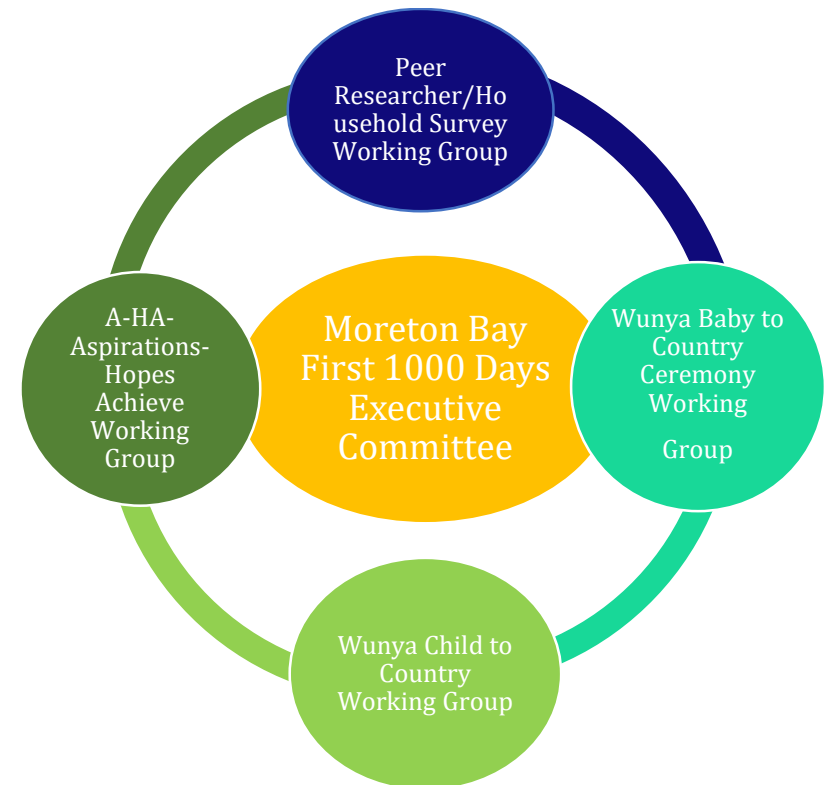 Peer
Researcher/Ho
usehold Survey
Working Group
A-HA-
Aspirations-
Hopes
Achieve
Working
Group
Moreton Bay
First 1000 Days
Executive
Committee
Wunya Baby to
Country
Ceremony
Working
Group
Wunya Child to
Country
Working Group